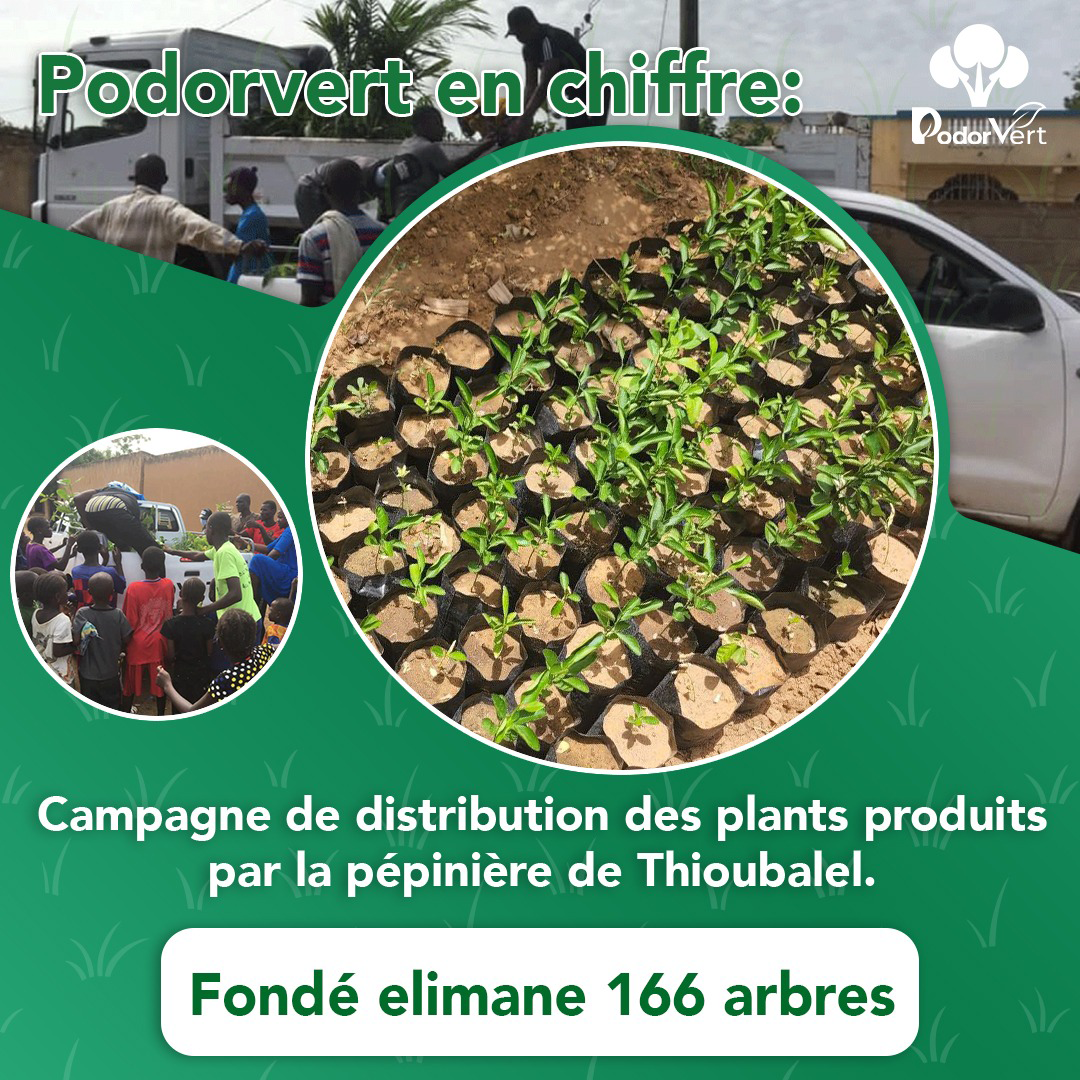 Podorvert en chiffre:
PodorVert
Campagne de distribution des plants produits
par la pépinière de Thioubalel.
Fondé elimane 166 arbres